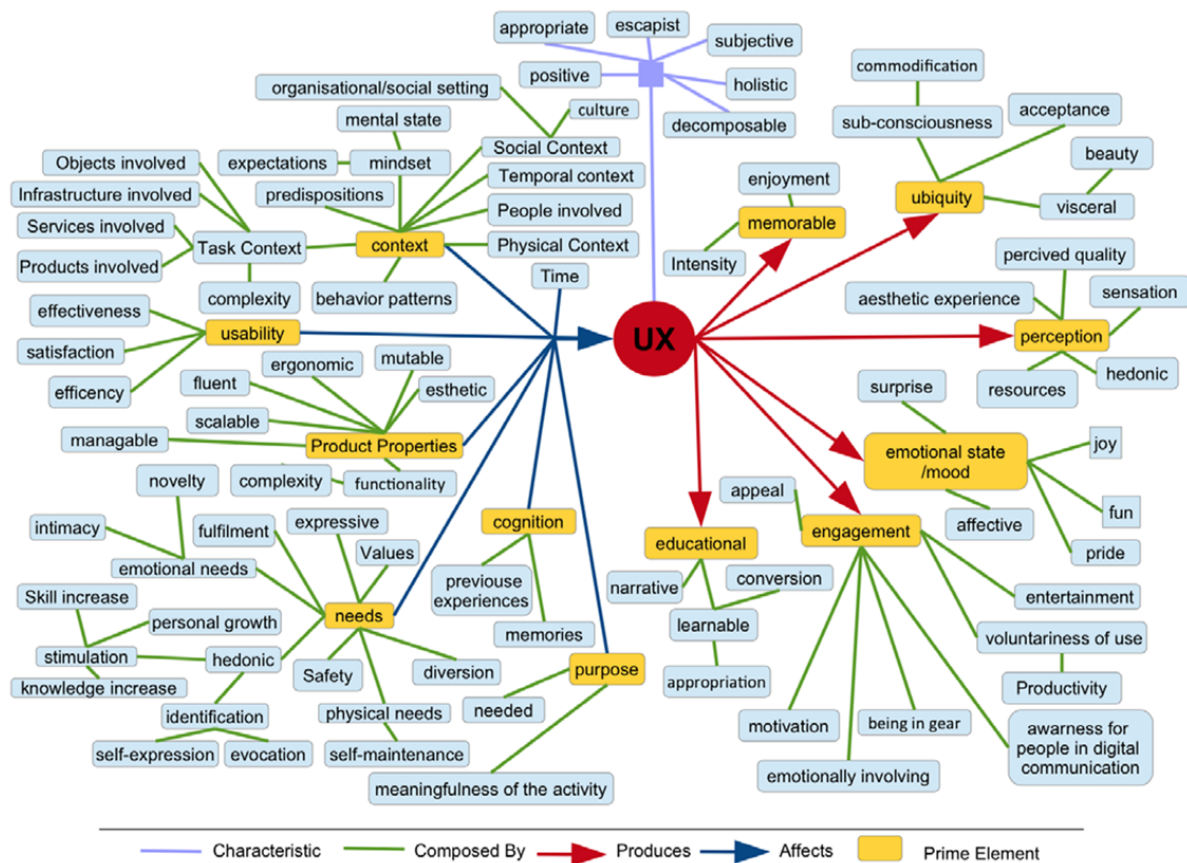 appropriate
escapist
subjective
positive
holistic
decomposable
organisational/social setting
culture
mental state
Social Context
expectations
mindset
Temporal context
predispositions
People involved
Physical Context
Objects involved
Infrastructure involved
Services involved
Products involved
Task Context
context
complexity
behavior patterns
Time
commodification
sub-consciousness
acceptance
beauty
enjoyment
ubiquity
visceral
memorable
Intensity
effectiveness
usability
satisfaction
efficency
UX
percived quality
aesthetic experience
sensation
perception
resources
hedonic
ergonomic
mutable
fluent
esthetic
scalable
managable
Product Properties
complexity
functionality
surprise
emotional state
/mood
joy
fun
affective
pride
novelty
intimacy
fulfilment
expressive
Values
emotional needs
cognition
previouse
experiences
memories
appeal
engagement
educational
narrative
conversion
learnable
appropriation
entertainment
voluntariness of use
Productivity
Skill increase
personal growth
stimulation
hedonic
knowledge increase
needs
Safety
diversion
purpose
needed
identification
physical needs
self-expression
evocation
self-maintenance
meaningfulness of the activity
motivation
being in gear
emotionally involving
awarness for
people in digital
communication
Characteristic
Composed By
Produces
Affects
Prime Element